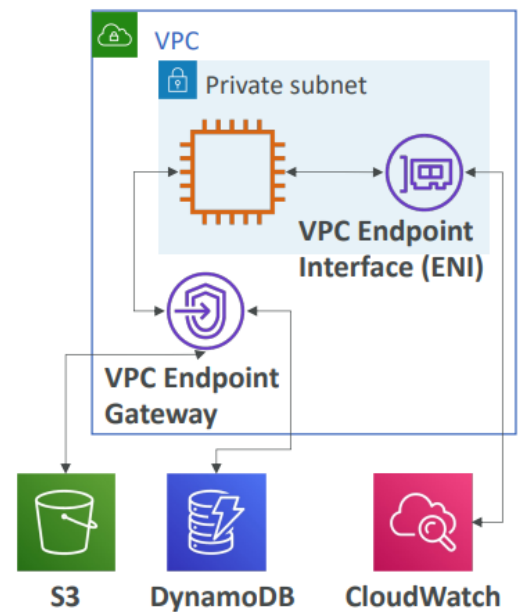 VPC
Private subnet
VPC Endpoint
Interface (ENI)
VPC Endpoint
Gateway
S3
DynamoDB
CloudWatch